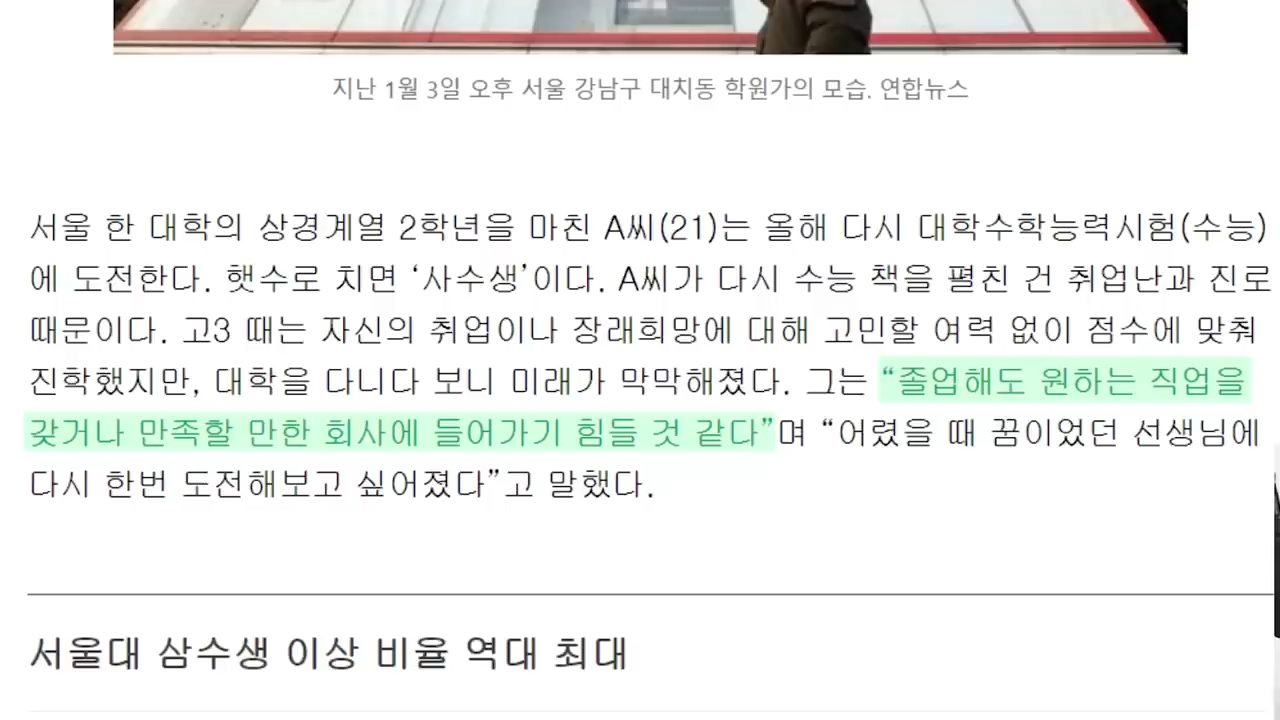 지난 1월 3일 오후 서울 강남구 대치동 학원가의 모습. 연합뉴스
서울 한 대학의 상경계열 2학년을 마친 A씨(21)는 올해 다시 대학수학능력시험(수능)
에 도전한다. 햇수로 치면 ‘사수생’이다. A씨가 다시 수능 책을 펼친 건 취업난과 진로
때문이다. 고3 때는 자신의 취업이나 장래희망에 대해 고민할 여력 없이 점수에 맞춰
진학했지만, 대학을 다니다 보니 미래가 막막해졌다. 그는 “졸업해도 원하는 직업을
갖거나 만족할 만한 회사에 들어가기 힘들 것 같다”며 “어렸을 때 꿈이었던 선생님에
다시 한번 도전해보고 싶어졌다”고 말했다.
서울대 삼수생 이상 비율 역대 최대